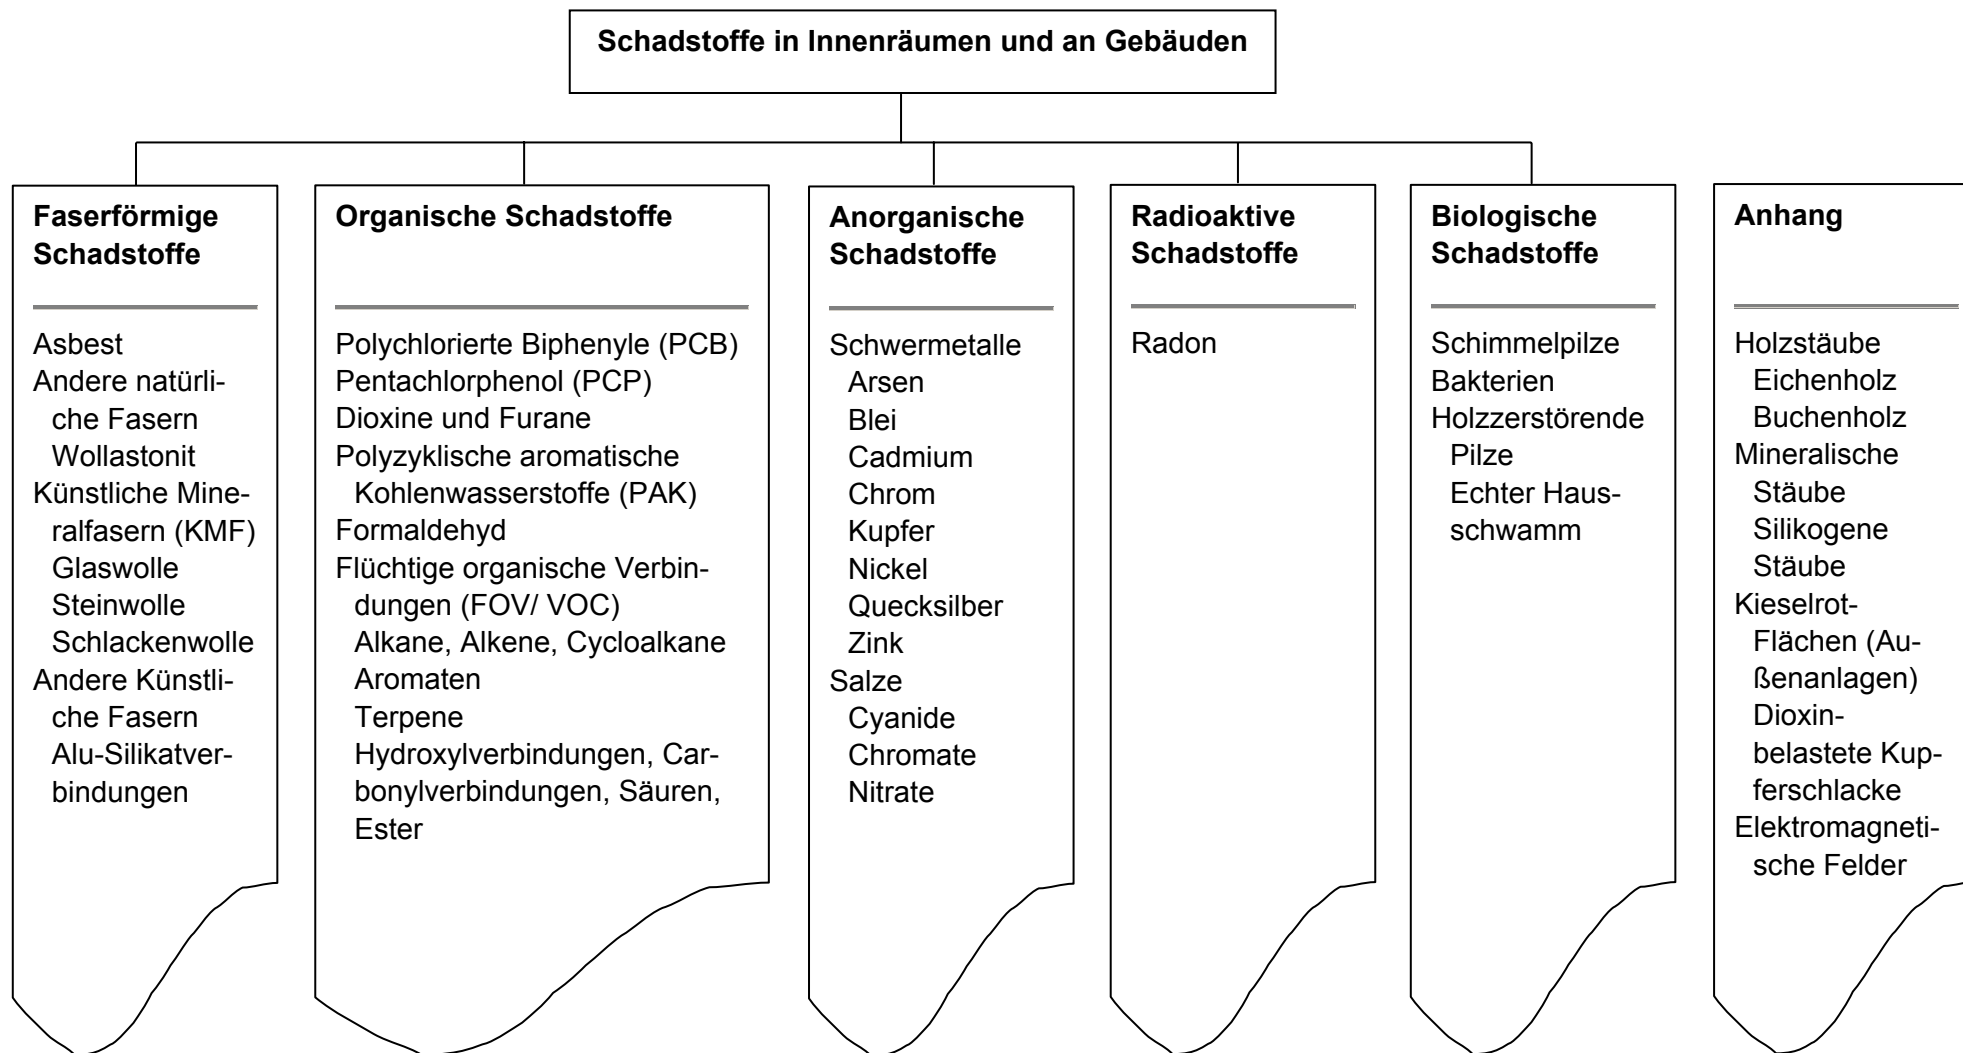 Schadstoffe in Innenräumen und an Gebäuden
Faserförmige
Schadstoffe
Asbest
Andere natürli-
che Fasern
Wollastonit
Künstliche Mine-
ralfasern (KMF)
Glaswolle
Steinwolle
Schlackenwolle
Andere Künstli-
che Fasern
Alu-Silikatver-
bindungen
Organische Schadstoffe
Polychlorierte Biphenyle (PCB)
Pentachlorphenol (PCP)
Dioxine und Furane
Polyzyklische aromatische
Kohlenwasserstoffe (PAK)
Formaldehyd
Flüchtige organische Verbin-
dungen (FOV/ VOC)
Alkane, Alkene, Cycloalkane
Aromaten
Terpene
Hydroxylverbindungen, Car-
bonylverbindungen, Säuren,
Ester
Anorganische
Schadstoffe
Schwermetalle
Arsen
Blei
Cadmium
Chrom
Kupfer
Nickel
Quecksilber
Zink
Salze
Cyanide
Chromate
Nitrate
Radioaktive
Schadstoffe
Radon
Biologische
Schadstoffe
Schimmelpilze
Bakterien
Holzzerstörende
Pilze
Echter Haus-
schwamm
Anhang
Holzstäube
Eichenholz
Buchenholz
Mineralische
Stäube
Silikogene
Stäube
Kieselrot-
Flächen (Au-
ßenanlagen)
Dioxin-
belastete Kup-
ferschlacke
Elektromagneti-
sche Felder